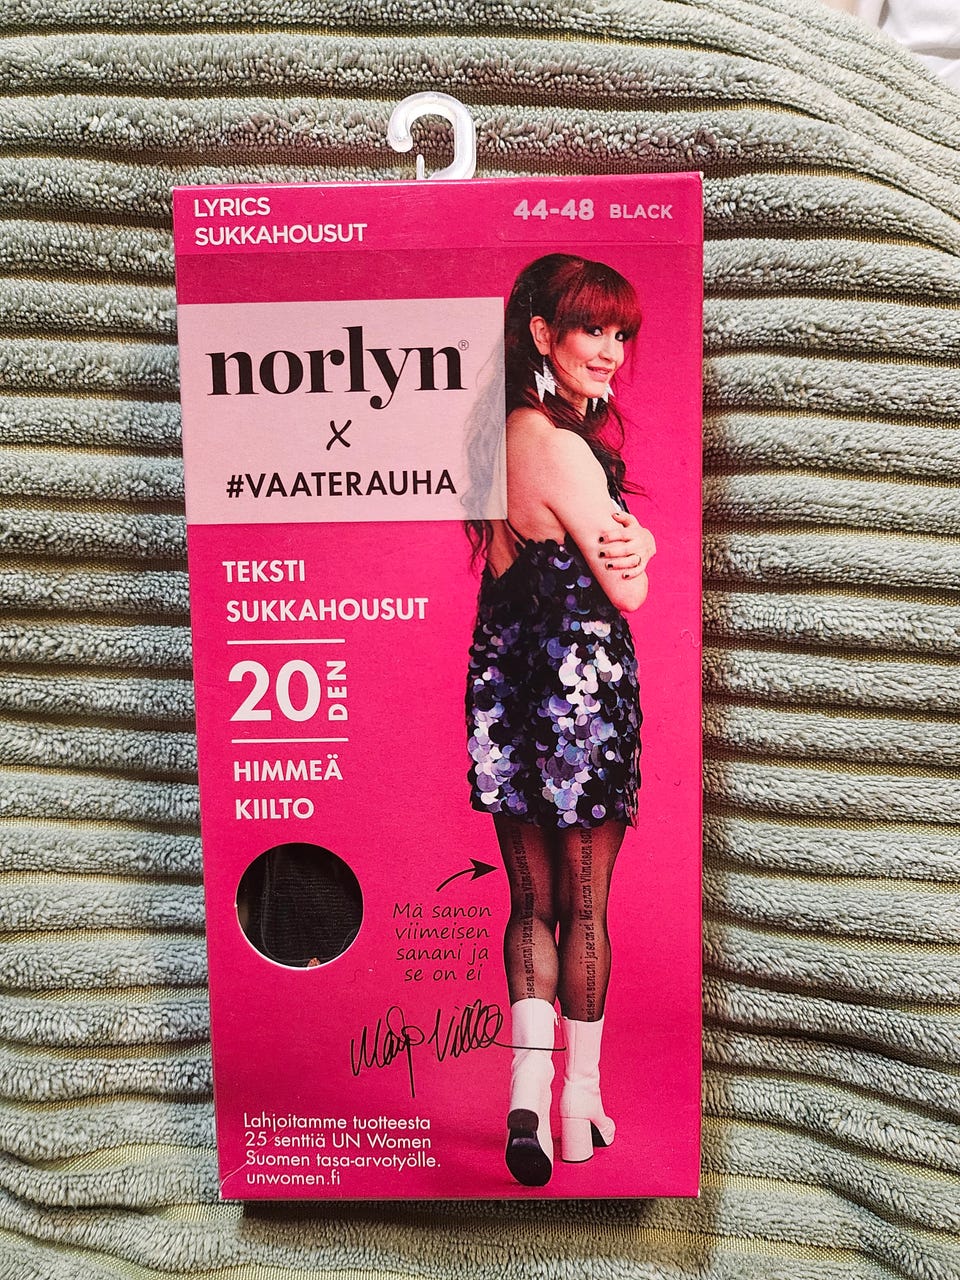 LYRICS
SUKKAHOUSUT
44-48 BLACK
norlyn®
X
#VAATERAUHA
TEKSTI
SUKKAHOUSUT
20 DEN
HIMMEÄ
KIILTO
Mä sanon
viimeisen
sanani ja
se on ei
Lahjoitamme tuotteesta
25 senttiä UN Women
Suomen tasa-arvotyölle.
unwomen.fi